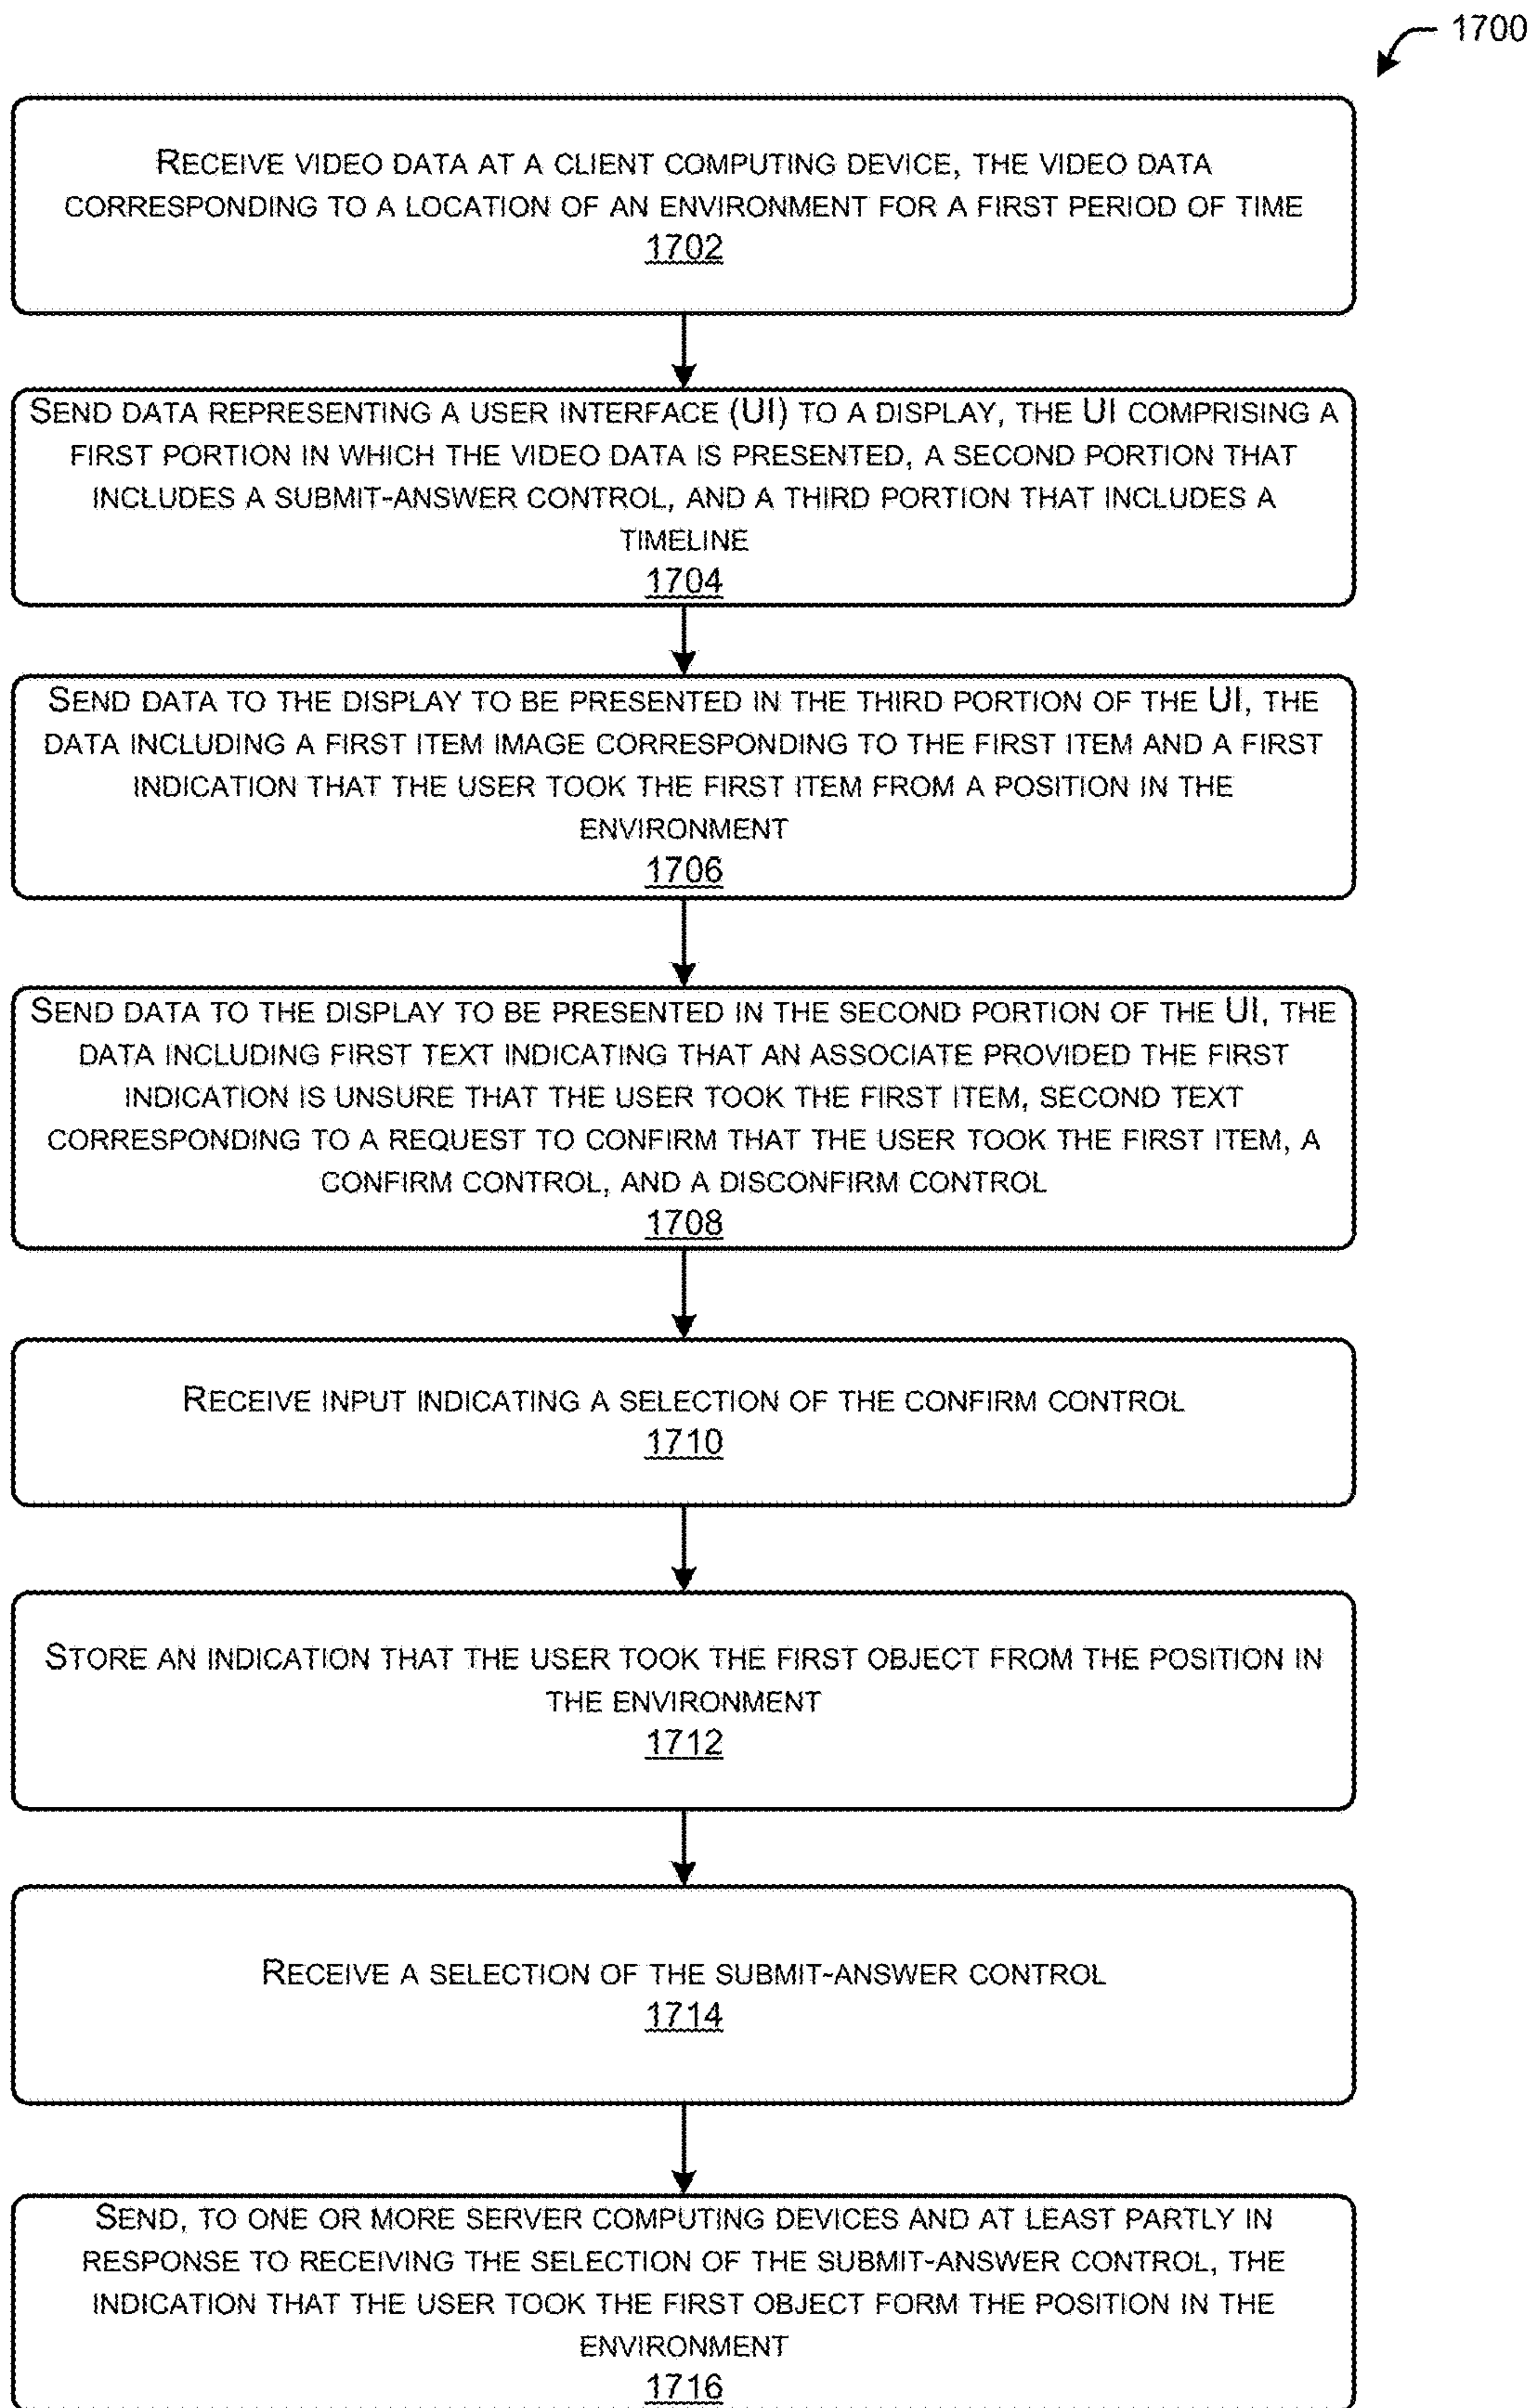 1700
RECEIVE VIDEO DATA AT A CLIENT COMPUTING DEVICE, THE VIDEO DATA
CORRESPONDING TO A LOCATION OF AN ENVIRONMENT FOR A FIRST PERIOD OF TIME
1702
SEND DATA REPRESENTING A USER INTERFACE (UI) TO A DISPLAY, THE UI COMPRISING A
FIRST PORTION IN WHICH THE VIDEO DATA IS PRESENTED, A SECOND PORTION THAT
INCLUDES A SUBMIT-ANSWER CONTROL, AND A THIRD PORTION THAT INCLUDES A
TIMELINE
1704
SEND DATA TO THE DISPLAY TO BE PRESENTED IN THE THIRD PORTION OF THE UI, THE
DATA INCLUDING A FIRST ITEM IMAGE CORRESPONDING TO THE FIRST ITEM AND A FIRST
INDICATION THAT THE USER TOOK THE FIRST ITEM FROM A POSITION IN THE
ENVIRONMENT
1706
SEND DATA TO THE DISPLAY TO BE PRESENTED IN THE SECOND PORTION OF THE UI, THE
DATA INCLUDING FIRST TEXT INDICATING THAT AN ASSOCIATE PROVIDED THE FIRST
INDICATION IS UNSURE THAT THE USER TOOK THE FIRST ITEM, SECOND TEXT
CORRESPONDING TO A REQUEST TO CONFIRM THAT THE USER TOOK THE FIRST ITEM, A
CONFIRM CONTROL, AND A DISCONFIRM CONTROL
1708
RECEIVE INPUT INDICATING A SELECTION OF THE CONFIRM CONTROL
1710
STORE AN INDICATION THAT THE USER TOOK THE FIRST OBJECT FROM THE POSITION IN
THE ENVIRONMENT
1712
RECEIVE A SELECTION OF THE SUBMIT-ANSWER CONTROL
1714
SEND, TO ONE OR MORE SERVER COMPUTING DEVICES AND AT LEAST PARTLY IN
RESPONSE TO RECEIVING THE SELECTION OF THE SUBMIT-ANSWER CONTROL, THE
INDICATION THAT THE USER TOOK THE FIRST OBJECT FORM THE POSITION IN THE
ENVIRONMENT
1716